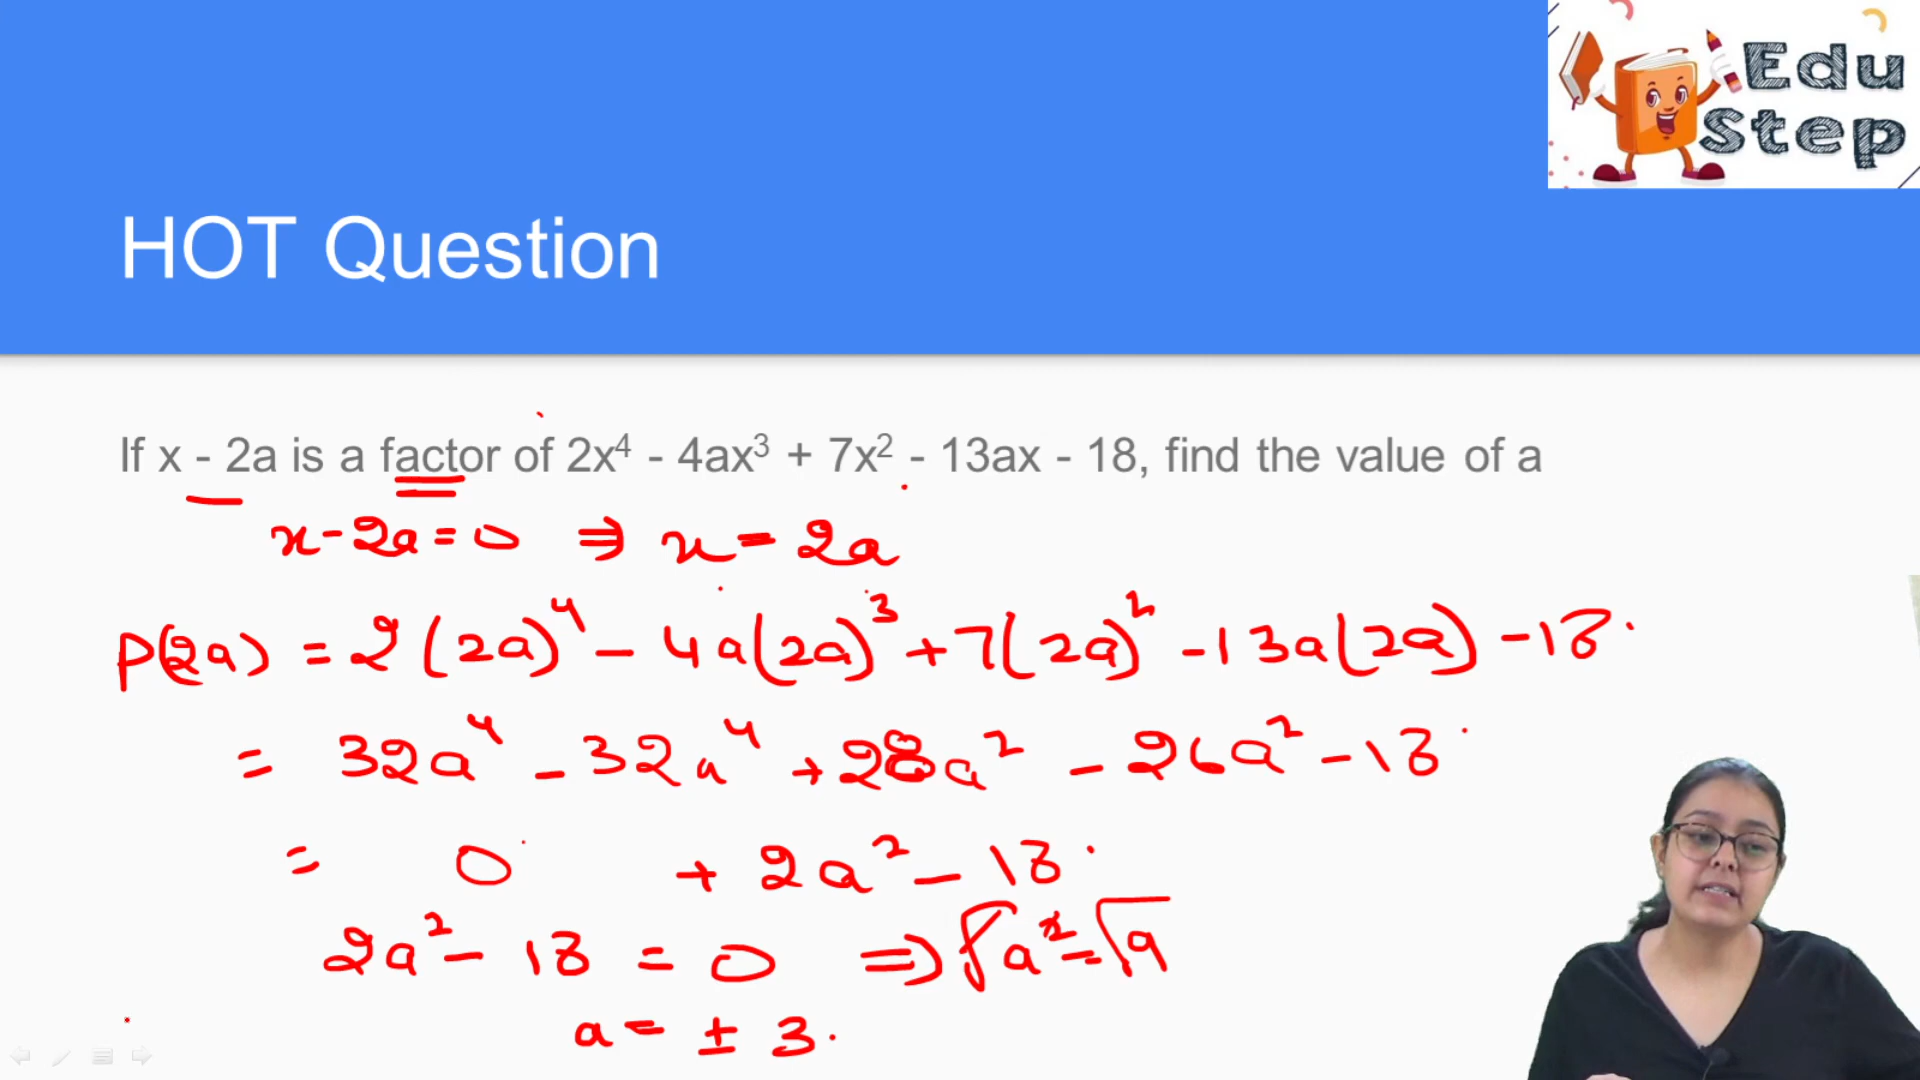 Edu
Step
HOT Question
If x - 2a is a factor of 2x⁴ - 4ax³ + 7x² - 13ax - 18, find the value of a
x-2a=0 ⇒ x=2a
P(2a) = 2(2a)⁴ - 4a(2a)³ + 7(2a)² - 13a(2a) - 18.
= 32a⁴ - 32a⁴ + 28a² - 26a² - 18.
= 0 + 2a² - 18.
2a² - 18 = 0 ⇒ √a² = √9
a = ± 3.